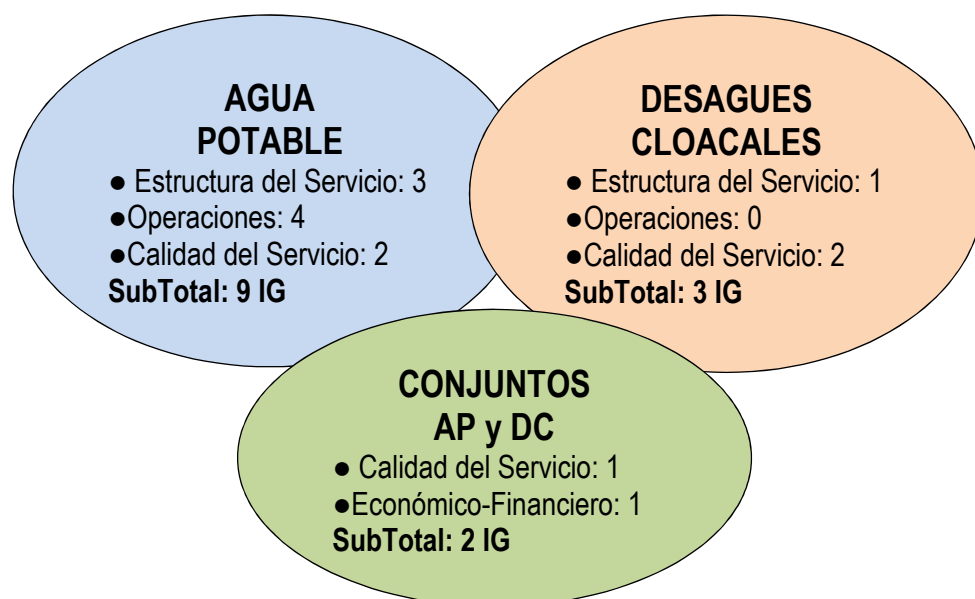 AGUA
POTABLE
● Estructura del Servicio: 3
●Operaciones: 4
●Calidad del Servicio: 2
SubTotal: 9 IG
DESAGUES
CLOACALES
● Estructura del Servicio: 1
●Operaciones: 0
●Calidad del Servicio: 2
SubTotal: 3 IG
CONJUNTOS
AP y DC
● Calidad del Servicio: 1
●Económico-Financiero: 1
SubTotal: 2 IG